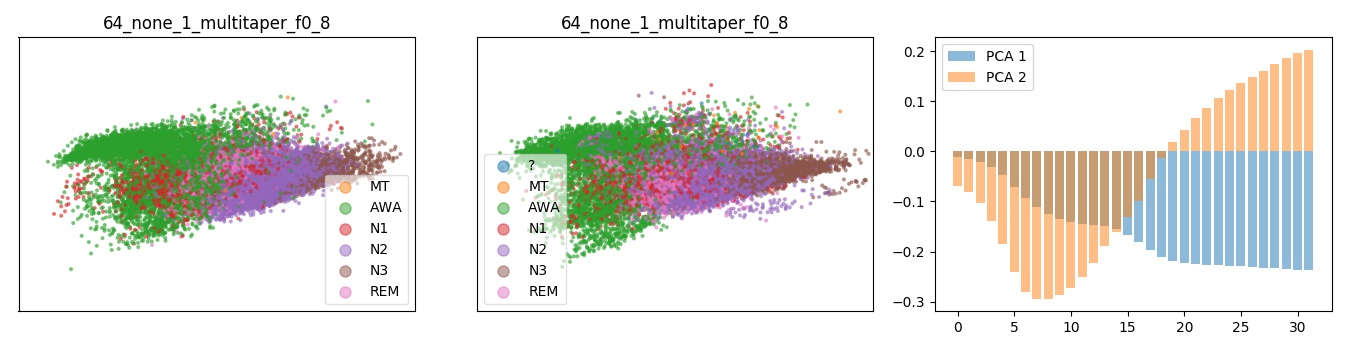 64_none_1_multitaper_f0_8
MT
AWA
N1
N2
N3
REM
64_none_1_multitaper_f0_8
?
MT
AWA
N1
N2
N3
REM
PCA 1
PCA 2
0.2
0.1
0.0
−0.1
−0.2
−0.3
0 5 10 15 20 25 30